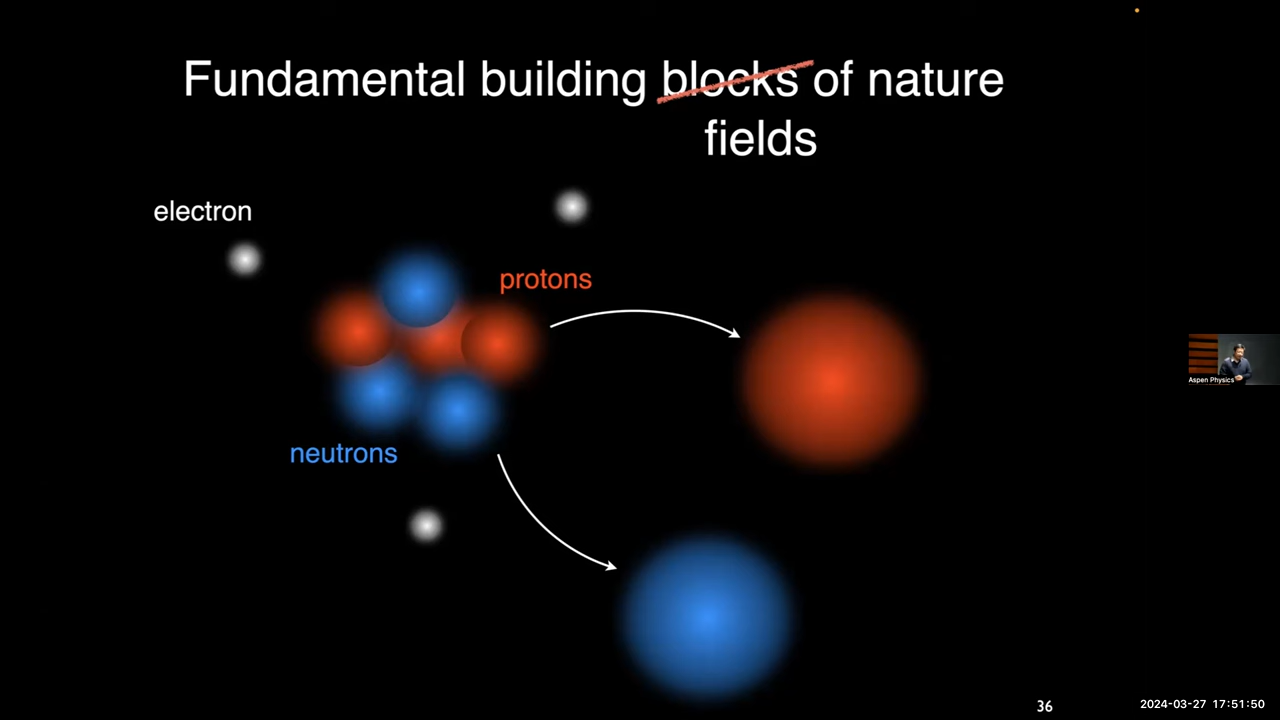 Fundamental building blocks of nature
fields
electron
protons
neutrons
Aspen Physics
36
2024-03-27 17:51:50